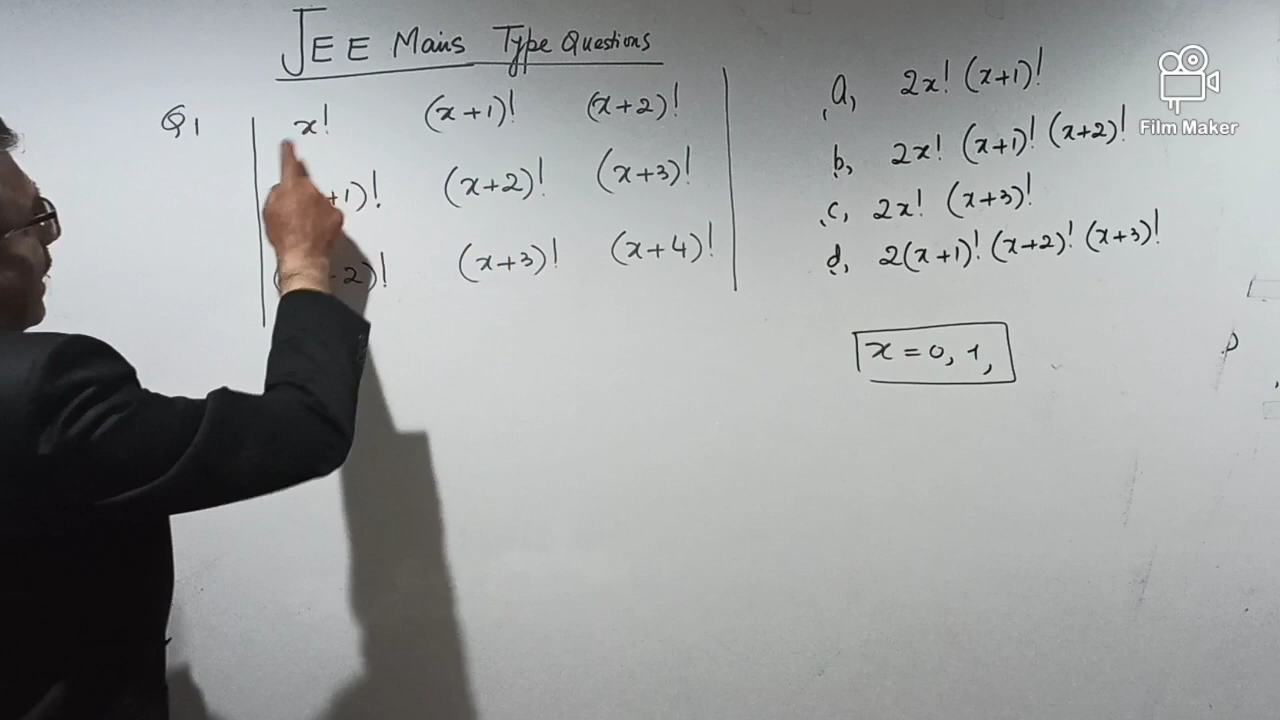 JEE Mains Type Questions
Q1 x! (x+1)! (x+2)!
+1)! (x+2)! (x+3)!
2)! (x+3)! (x+4)!
a, 2x! (x+1)!
b, 2x! (x+1)! (x+2)!
c, 2x! (x+3)!
d, 2(x+1)! (x+2)! (x+3)!
x = 0, 1,
Film Maker